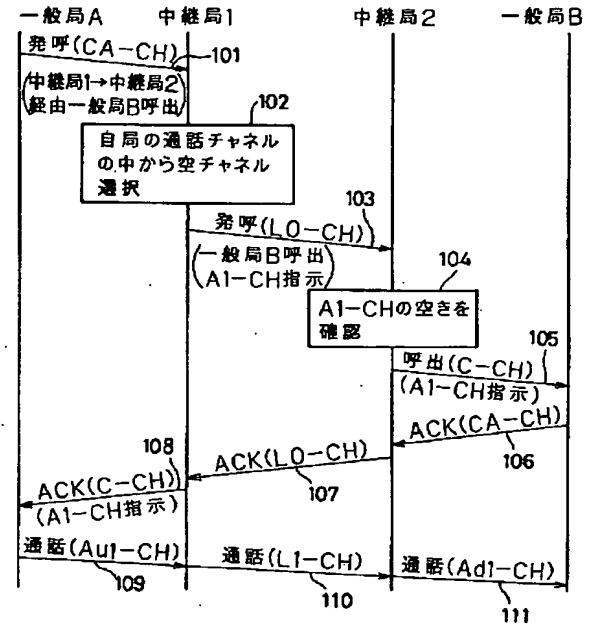 一般局A 中継局1 中継局2 一般局B
発呼(CA-CH)
101
(中継局1→中継局2
経由一般局B呼出)
102
自局の通話チャネル
の中から空チャネル
選択
103
発呼(L0-CH)
(一般局B呼出
A1-CH指示)
104
A1-CHの空きを
確認
105
呼出(C-CH)
(A1-CH指示)
ACK(CA-CH)
106
ACK(L0-CH)
107
108
ACK(C-CH)
(A1-CH指示)
通話(Au1-CH)
109
通話(L1-CH)
110
通話(Ad1-CH)
111